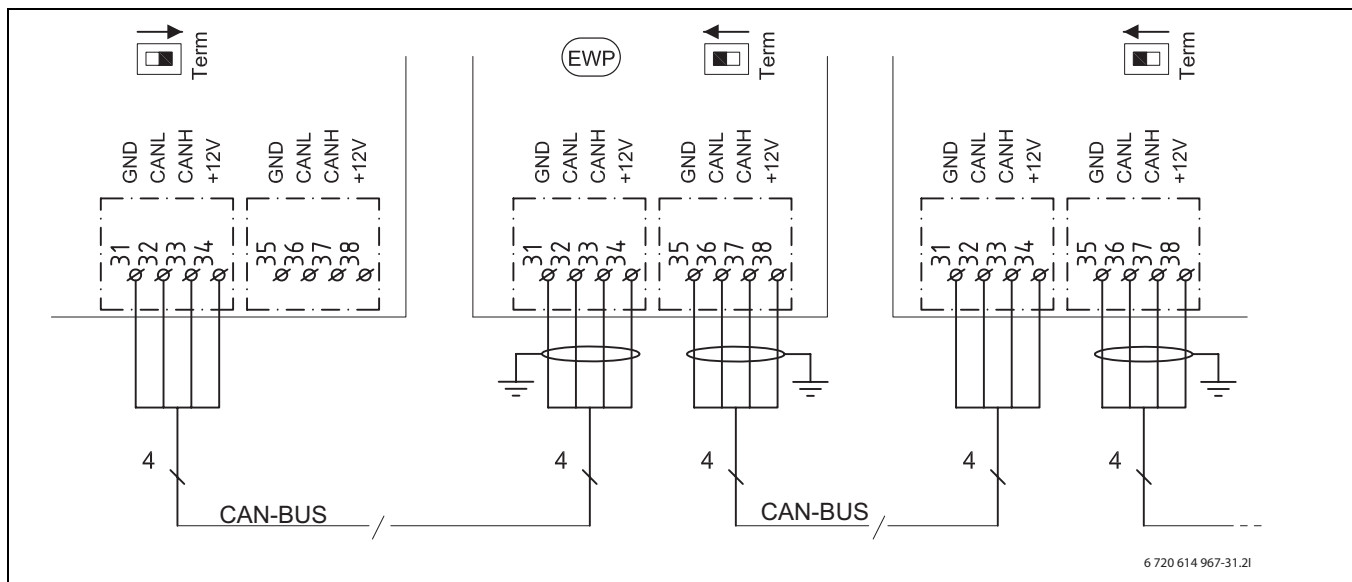 Term EWP Term Term
GND CANL CANH +12V GND CANL CANH +12V GND CANL CANH +12V GND CANL CANH +12V GND CANL CANH +12V GND CANL CANH +12V
31 32 33 34 35 36 37 38 31 32 33 34 35 36 37 38 31 32 33 34 35 36 37 38
4 4 4 4 4
CAN-BUS CAN-BUS
6 720 614 967-31.2I